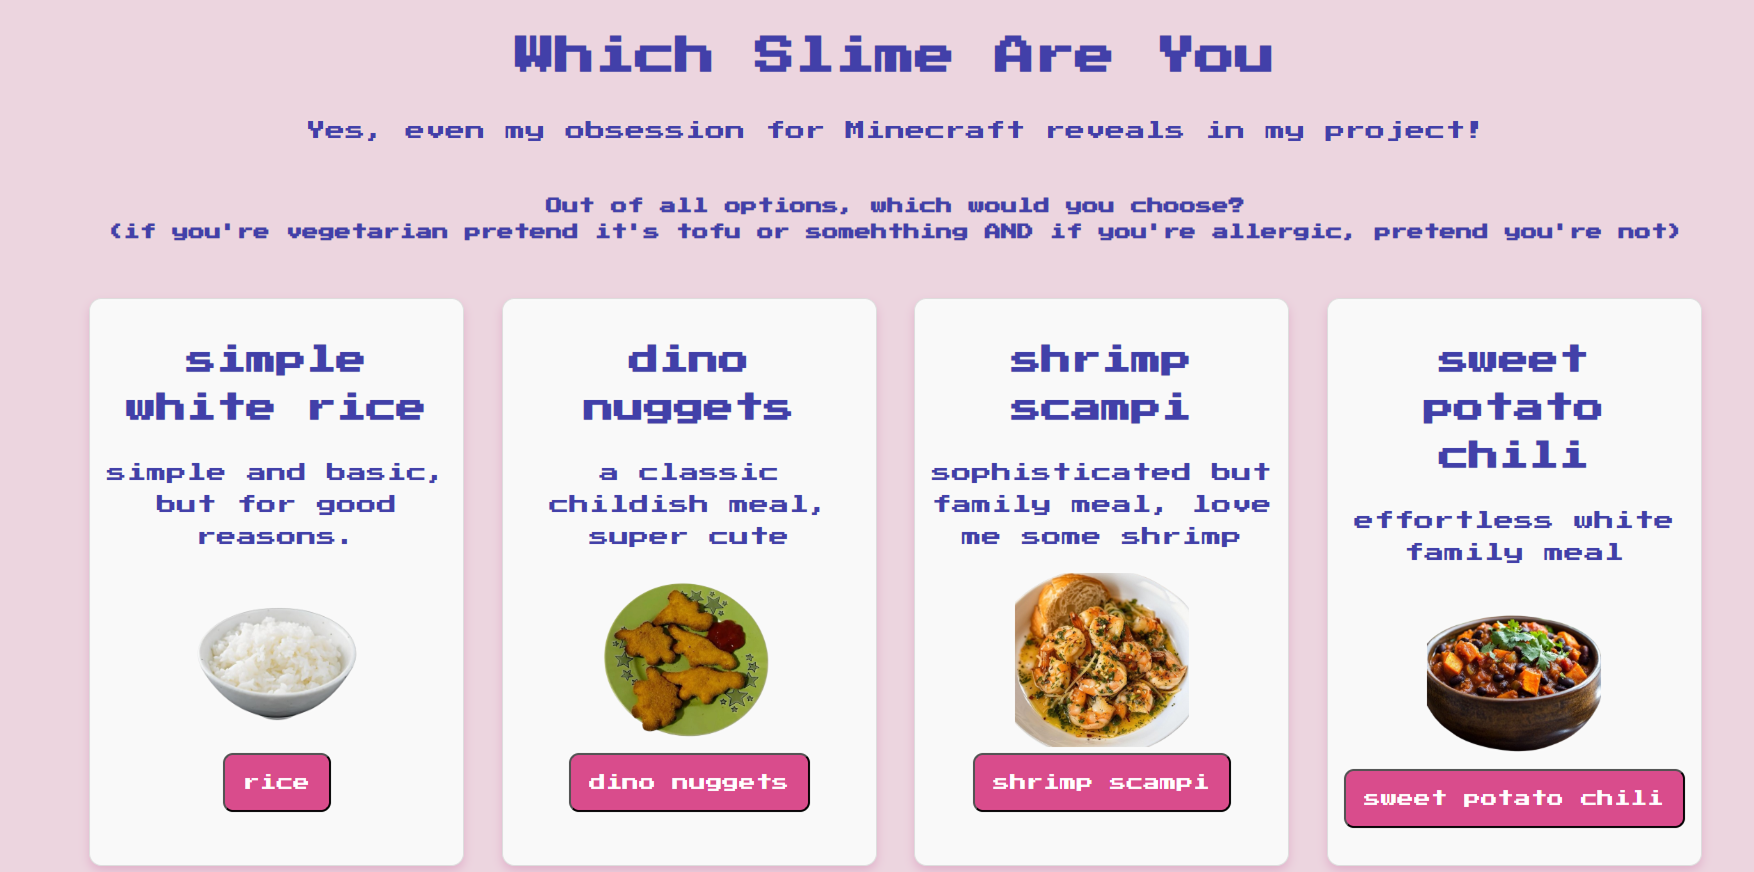 Which Slime Are You
Yes, even my obsession for Minecraft reveals in my project!
Out of all options, which would you choose?
(if you're vegetarian pretend it's tofu or somehthing AND if you're allergic, pretend you're not)
simple
white rice
simple and basic,
but for good
reasons.
rice
dino
nuggets
a classic
childish meal,
super cute
dino nuggets
shrimp
scampi
sophisticated but
family meal, love
me some shrimp
shrimp scampi
sweet
potato
chili
effortless white
family meal
sweet potato chili